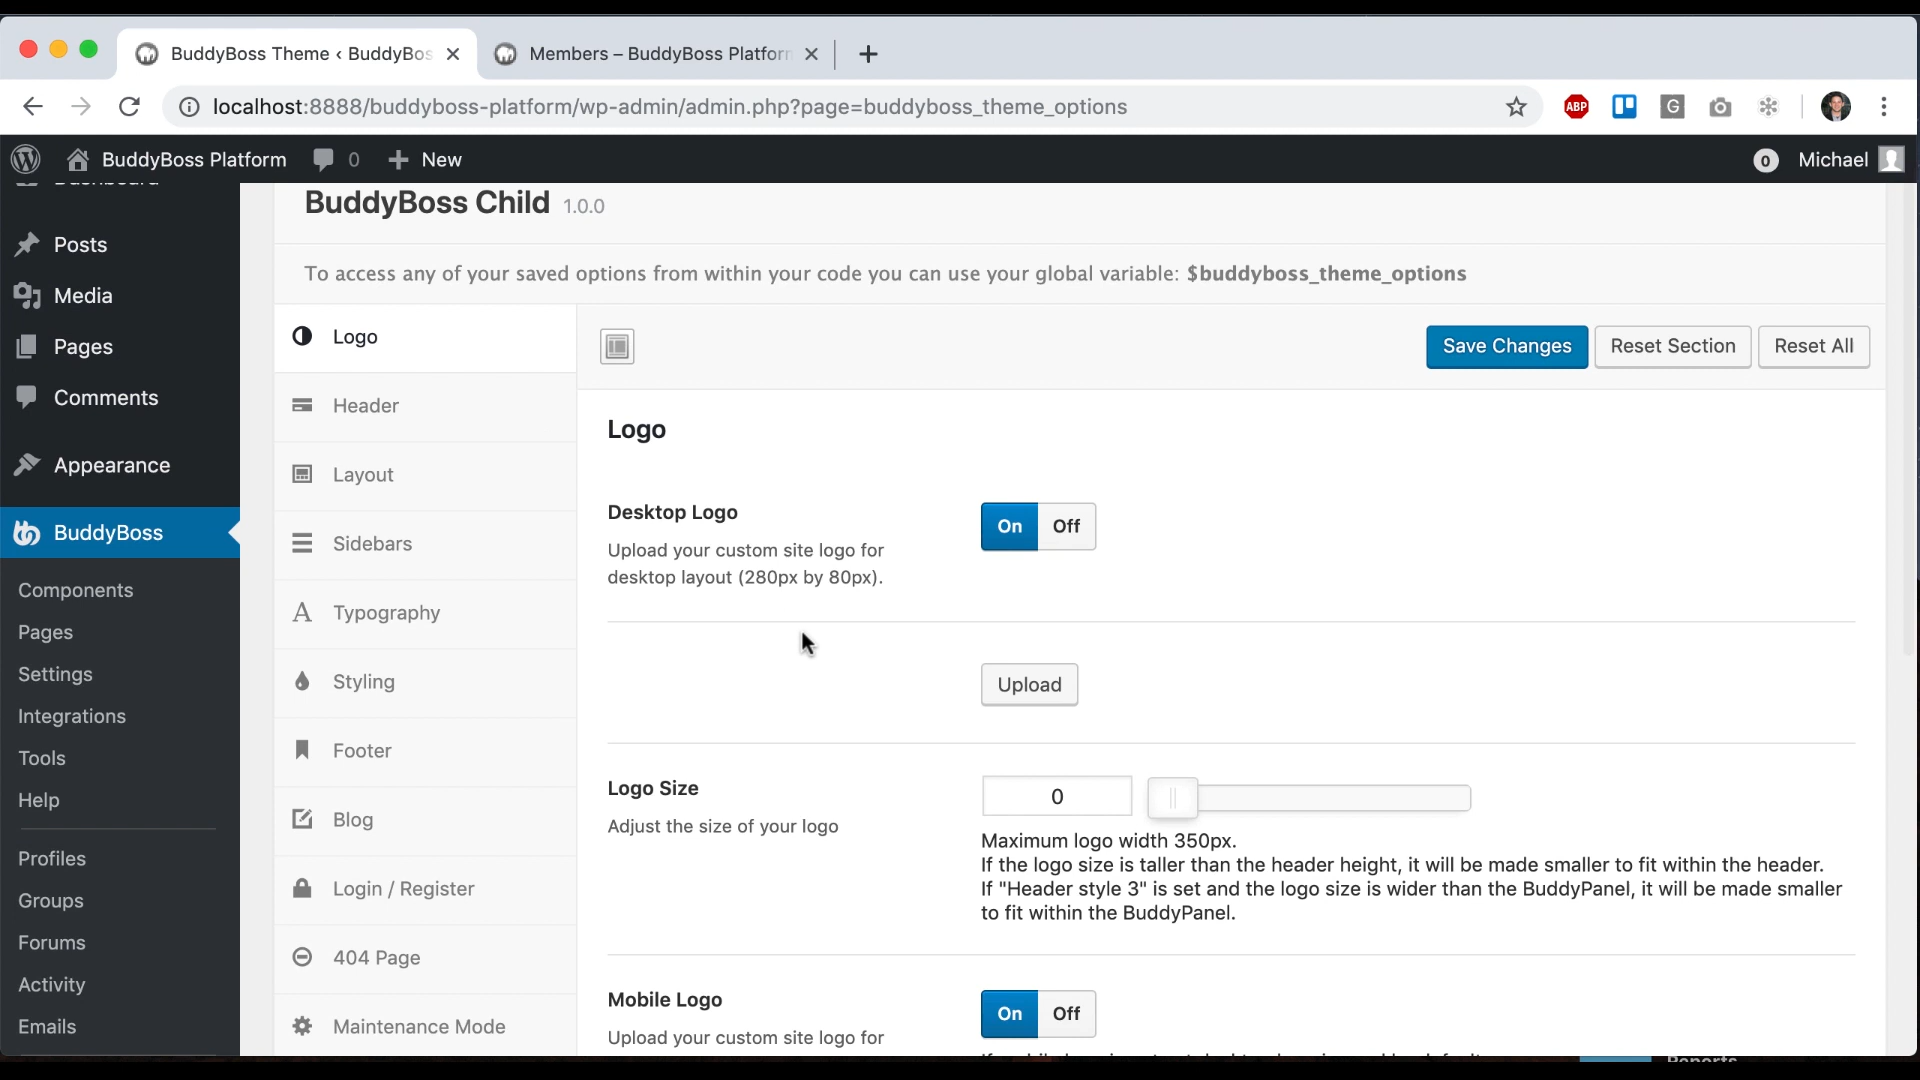 BuddyBoss Theme ‹ BuddyBos
Members – BuddyBoss Platforn
localhost:8888/buddyboss-platform/wp-admin/admin.php?page=buddyboss_theme_options
ABP
G
BuddyBoss Platform
0
New
0
Michael
Dashboard
Posts
Media
Pages
Comments
Appearance
BuddyBoss
Components
Pages
Settings
Integrations
Tools
Help
Profiles
Groups
Forums
Activity
Emails
BuddyBoss Child 1.0.0
To access any of your saved options from within your code you can use your global variable: $buddyboss_theme_options
Logo
Header
Layout
Sidebars
Typography
Styling
Footer
Blog
Login / Register
404 Page
Maintenance Mode
Save Changes
Reset Section
Reset All
Logo
Desktop Logo
Upload your custom site logo for
desktop layout (280px by 80px).
On
Off
Upload
Logo Size
Adjust the size of your logo
0
Maximum logo width 350px.
If the logo size is taller than the header height, it will be made smaller to fit within the header.
If "Header style 3" is set and the logo size is wider than the BuddyPanel, it will be made smaller
to fit within the BuddyPanel.
Mobile Logo
Upload your custom site logo for
On
Off
Reports